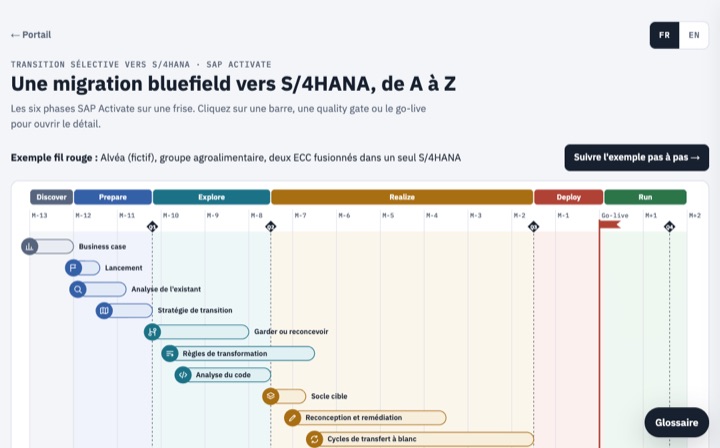 ← Portail
FR EN
TRANSITION SÉLECTIVE VERS S/4HANA · SAP ACTIVATE
Une migration bluefield vers S/4HANA, de A à Z
Les six phases SAP Activate sur une frise. Cliquez sur une barre, une quality gate ou le go-live
pour ouvrir le détail.
Exemple fil rouge : Alvéa (fictif), groupe agroalimentaire, deux ECC fusionnés dans un seul S/4HANA
Suivre l'exemple pas à pas →
Discover Prepare Explore Realize Deploy Run
M-13 M-12 M-11 M-10 M-9 M-8 M-7 M-6 M-5 M-4 M-3 M-2 M-1 Go-live M+1 M+2
Business case
Lancement
Analyse de l'existant
Stratégie de transition
Garder ou reconcevoir
Règles de transformation
Analyse du code
Socle cible
Reconception et remédiation
Glossaire
Cycles de transfert à blanc